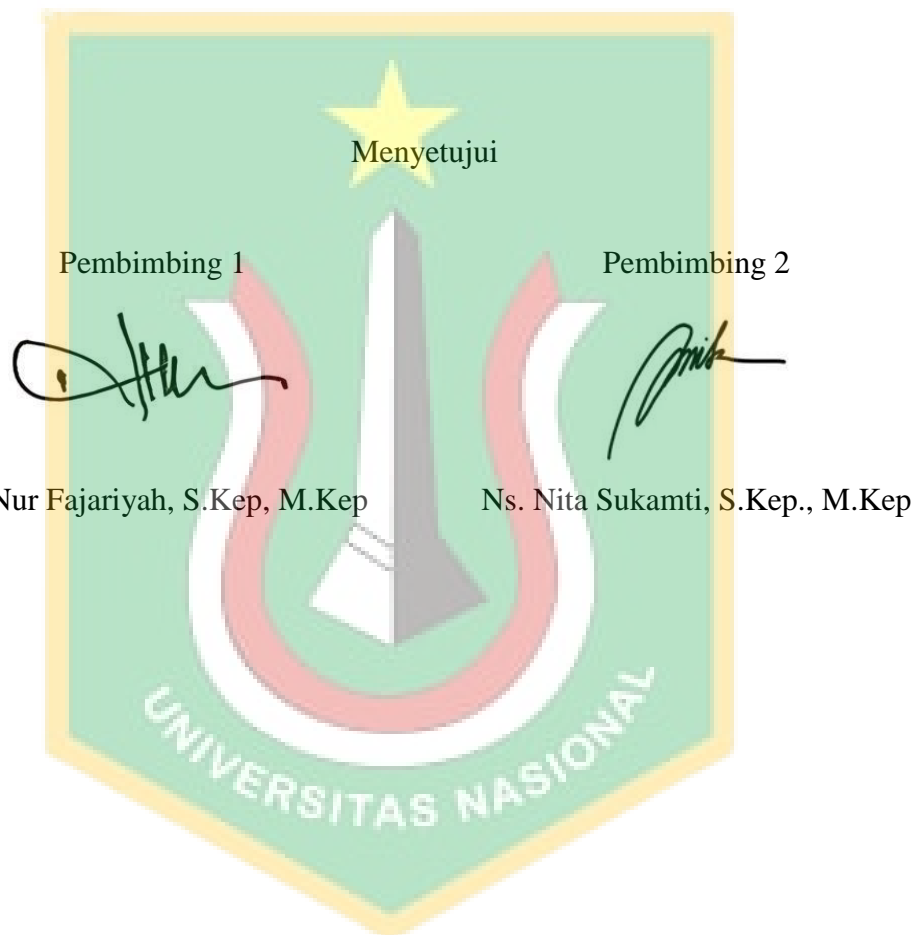 Menyetujui
Pembimbing 1 Pembimbing 2
Nur Fajariyah, S.Kep, M.Kep Ns. Nita Sukamti, S.Kep., M.Kep
UNIVERSITAS NASIONAL